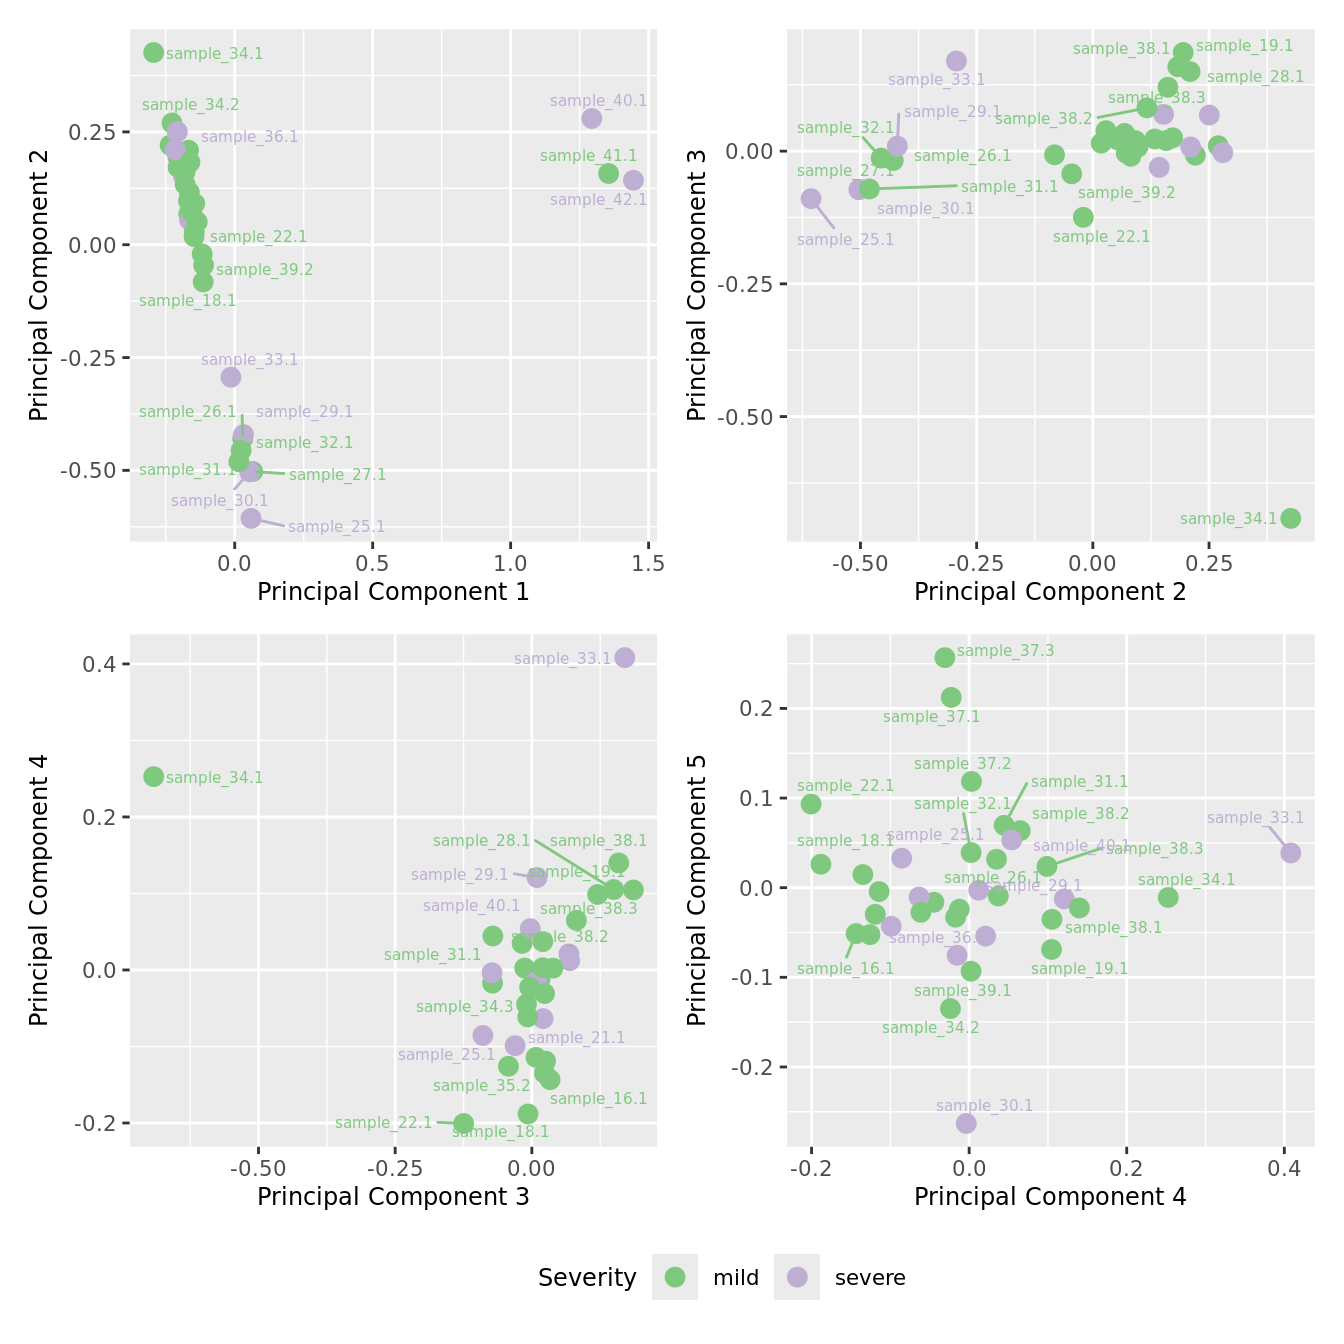 sample_34.1
sample_34.2
sample_36.1
sample_40.1
sample_41.1
sample_42.1
sample_22.1
sample_39.2
sample_18.1
sample_33.1
sample_26.1
sample_29.1
sample_32.1
sample_31.1
sample_27.1
sample_30.1
sample_25.1
0.25
0.00
-0.25
-0.50
0.0
0.5
1.0
1.5
Principal Component 1
Principal Component 2
sample_38.1
sample_19.1
sample_33.1
sample_28.1
sample_38.3
sample_29.1
sample_38.2
sample_32.1
sample_26.1
sample_27.1
sample_31.1
sample_39.2
sample_30.1
sample_25.1
sample_22.1
sample_34.1
0.00
-0.25
-0.50
-0.50
-0.25
0.00
0.25
Principal Component 2
Principal Component 3
sample_33.1
sample_34.1
sample_28.1
sample_38.1
sample_29.1
sample_19.1
sample_40.1
sample_38.3
sample_38.2
sample_31.1
sample_34.3
sample_21.1
sample_25.1
sample_35.2
sample_16.1
sample_22.1
sample_18.1
0.4
0.2
0.0
-0.2
-0.50
-0.25
0.00
Principal Component 3
Principal Component 4
sample_37.3
sample_37.1
sample_37.2
sample_22.1
sample_31.1
sample_32.1
sample_38.2
sample_33.1
sample_25.1
sample_18.1
sample_40.1
sample_38.3
sample_26.1
sample_29.1
sample_34.1
sample_38.1
sample_36.1
sample_16.1
sample_19.1
sample_39.1
sample_34.2
sample_30.1
0.2
0.1
0.0
-0.1
-0.2
-0.2
0.0
0.2
0.4
Principal Component 4
Principal Component 5
Severity mild severe